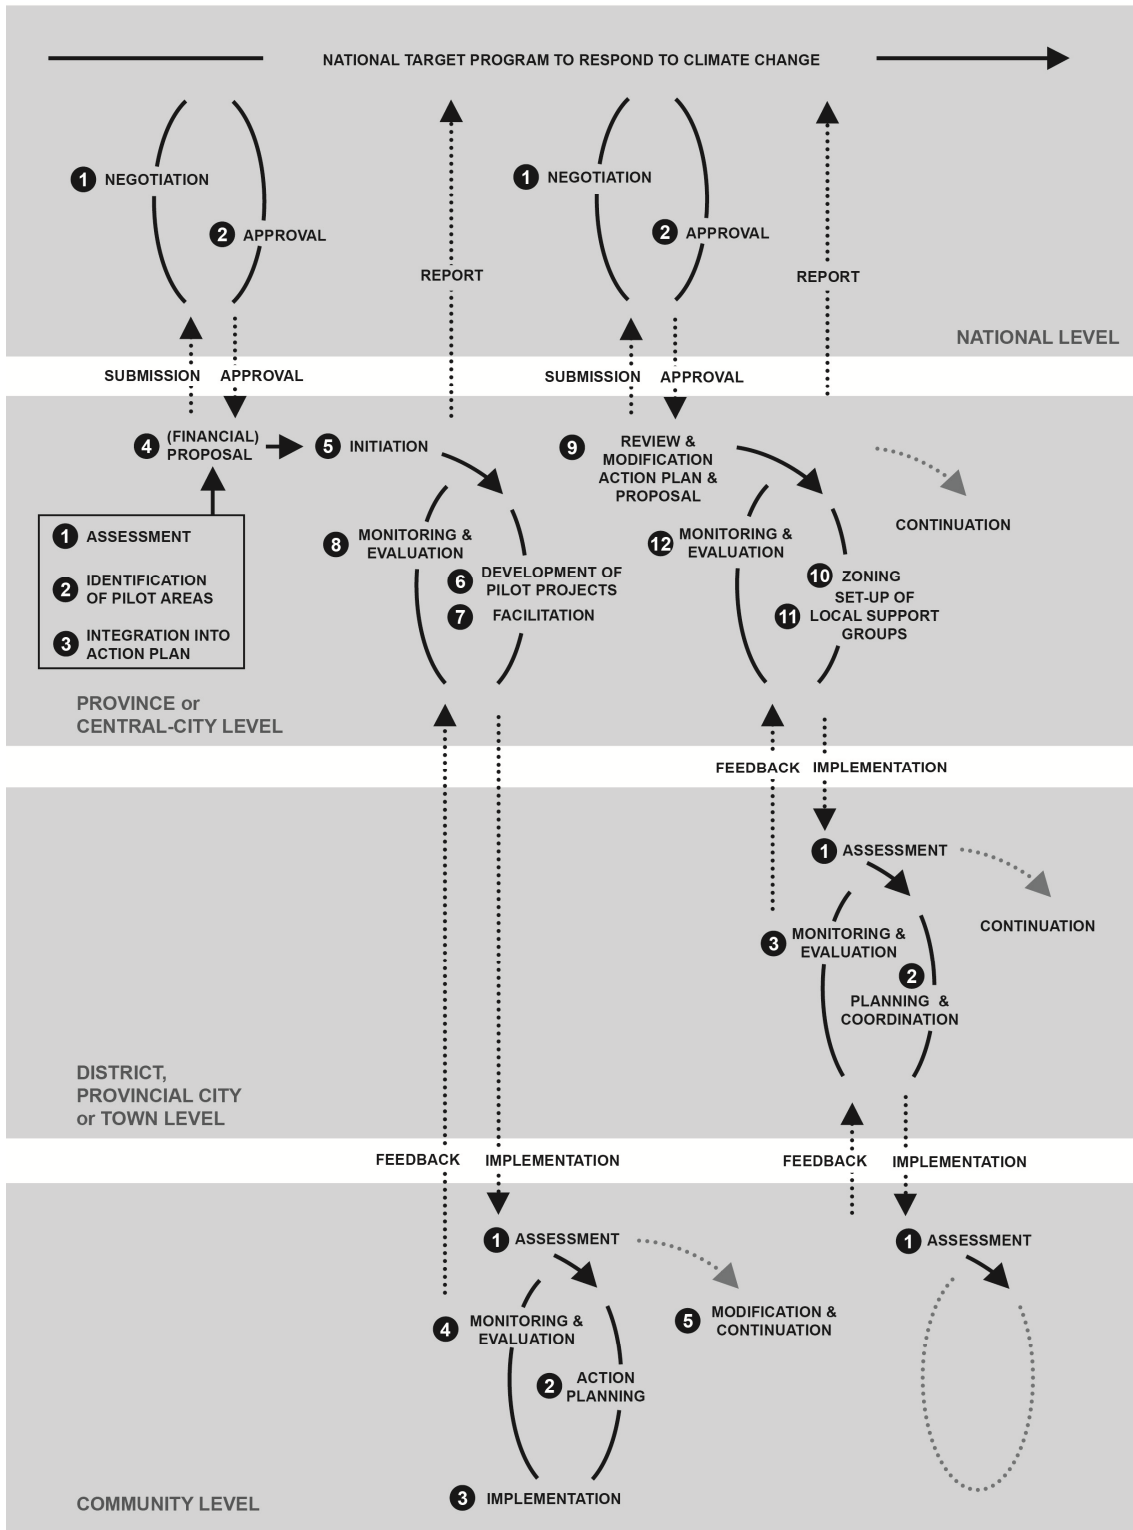 NATIONAL TARGET PROGRAM TO RESPOND TO CLIMATE CHANGE
1 NEGOTIATION
2 APPROVAL
REPORT
1 NEGOTIATION
2 APPROVAL
REPORT
NATIONAL LEVEL
SUBMISSION
APPROVAL
SUBMISSION
APPROVAL
4 (FINANCIAL)
PROPOSAL
5 INITIATION
1 ASSESSMENT
2 IDENTIFICATION
OF PILOT AREAS
3 INTEGRATION INTO
ACTION PLAN
8 MONITORING &
EVALUATION
6 DEVELOPMENT OF
PILOT PROJECTS
7 FACILITATION
9 REVIEW &
MODIFICATION
ACTION PLAN &
PROPOSAL
12 MONITORING &
EVALUATION
10 ZONING
11 SET-UP OF
LOCAL SUPPORT
GROUPS
CONTINUATION
PROVINCE or
CENTRAL-CITY LEVEL
FEEDBACK
IMPLEMENTATION
1 ASSESSMENT
3 MONITORING &
EVALUATION
2
PLANNING &
COORDINATION
CONTINUATION
DISTRICT,
PROVINCIAL CITY
or TOWN LEVEL
FEEDBACK
IMPLEMENTATION
FEEDBACK
IMPLEMENTATION
1 ASSESSMENT
4 MONITORING &
EVALUATION
2 ACTION
PLANNING
3 IMPLEMENTATION
5 MODIFICATION &
CONTINUATION
1 ASSESSMENT
COMMUNITY LEVEL